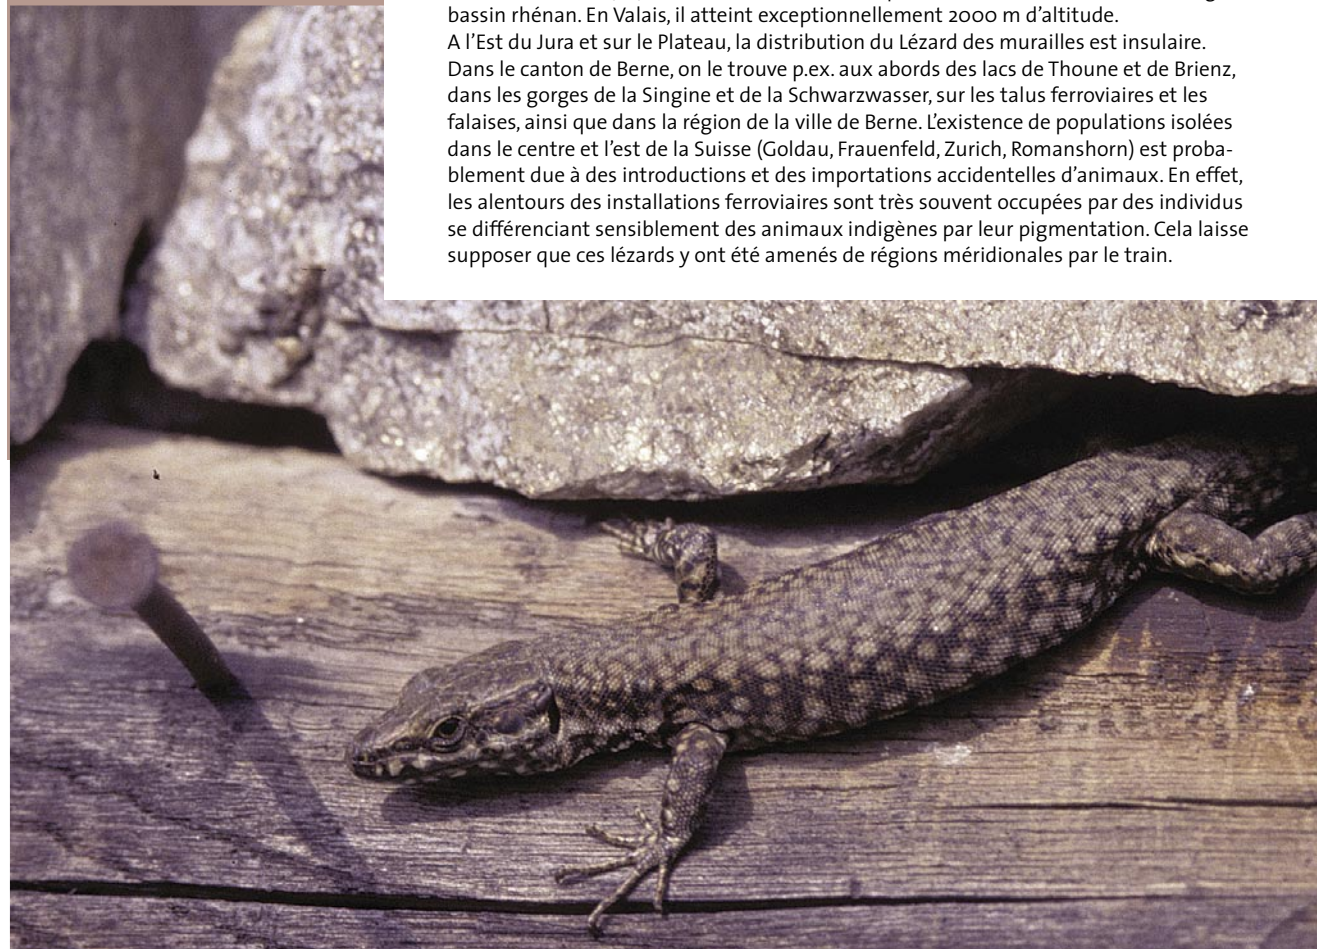 bassin rhénan. En Valais, il atteint exceptionnellement 2000 m d'altitude.
A l'Est du Jura et sur le Plateau, la distribution du Lézard des murailles est insulaire.
Dans le canton de Berne, on le trouve p.ex. aux abords des lacs de Thoune et de Brienz,
dans les gorges de la Singine et de la Schwarzwasser, sur les talus ferroviaires et les
falaises, ainsi que dans la région de la ville de Berne. L'existence de populations isolées
dans le centre et l'est de la Suisse (Goldau, Frauenfeld, Zurich, Romanshorn) est proba-
blement due à des introductions et des importations accidentelles d'animaux. En effet,
les alentours des installations ferroviaires sont très souvent occupées par des individus
se différenciant sensiblement des animaux indigènes par leur pigmentation. Cela laisse
supposer que ces lézards y ont été amenés de régions méridionales par le train.